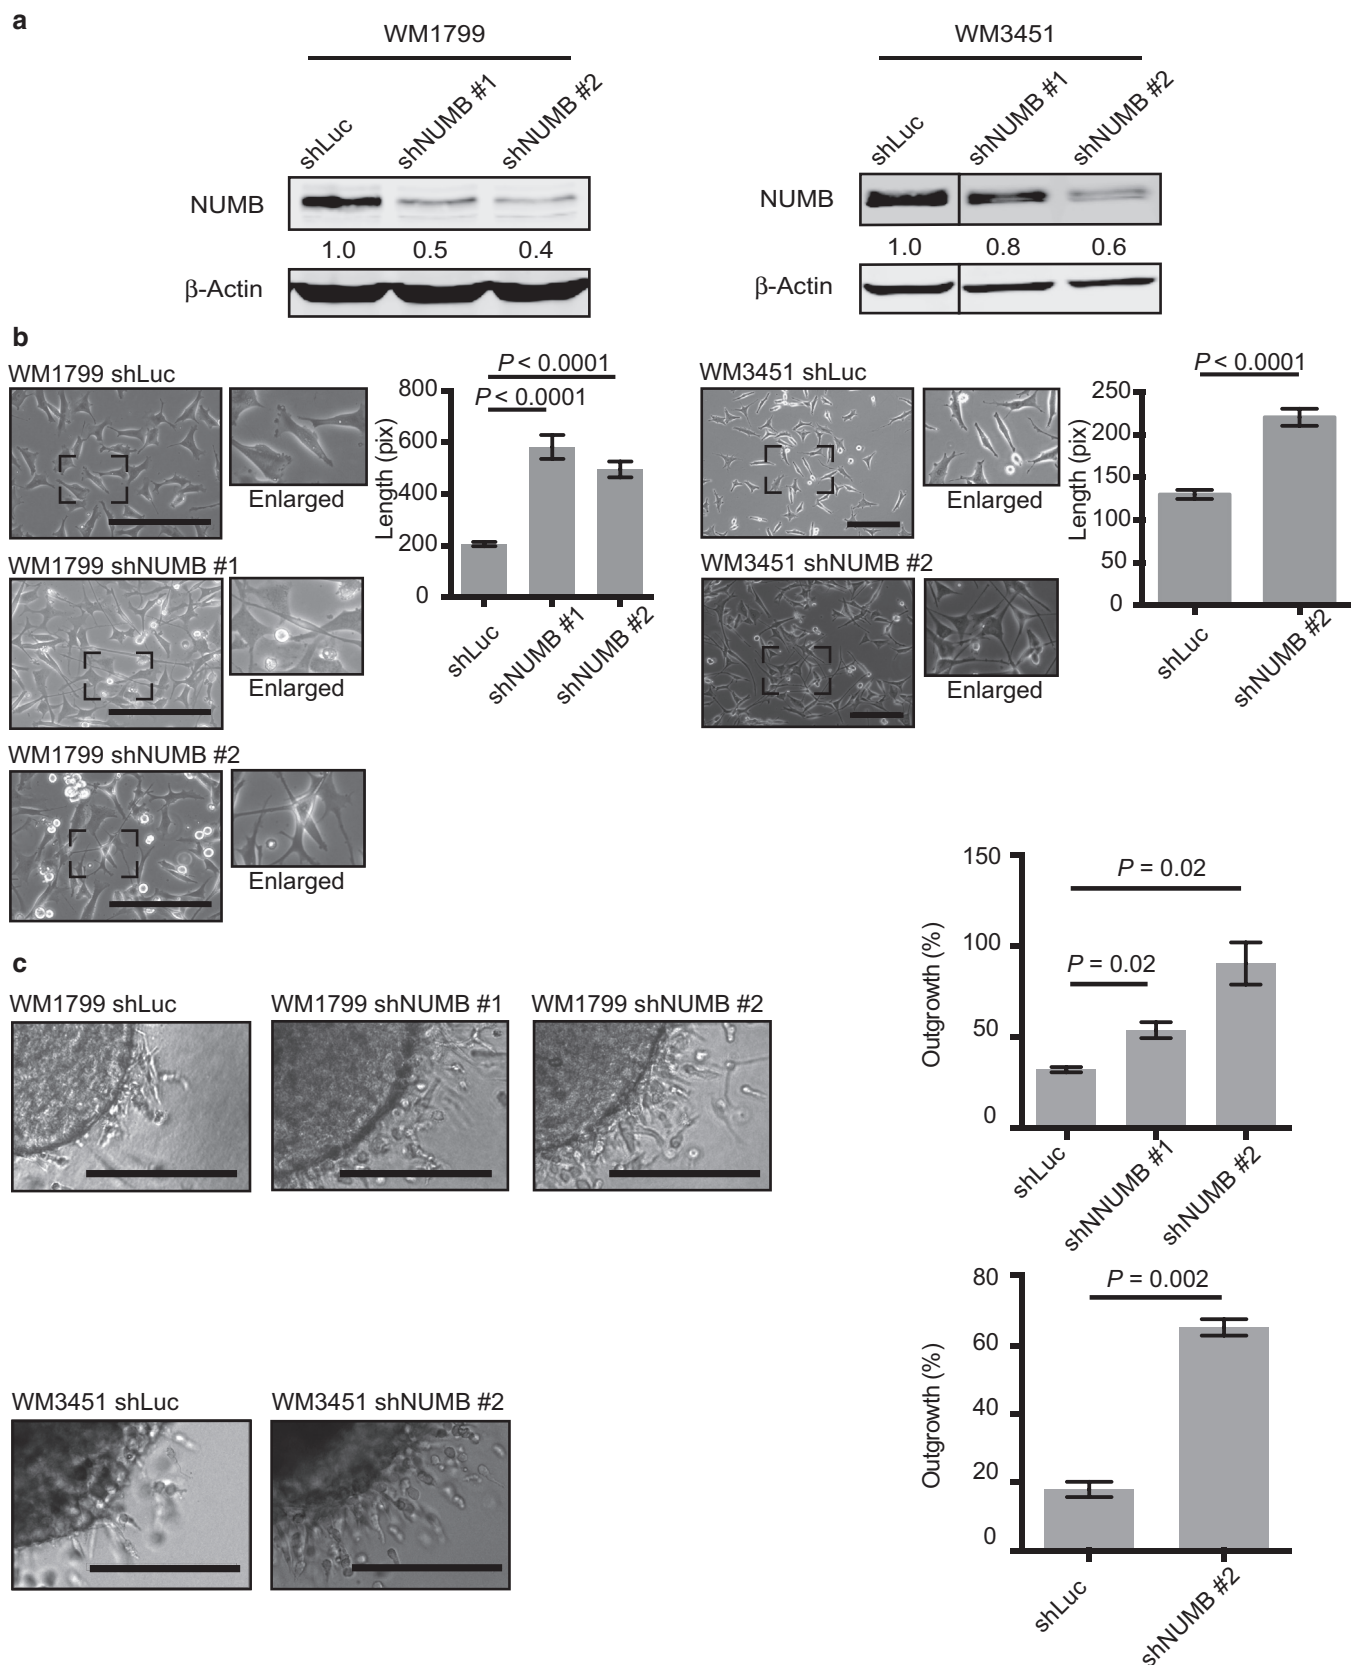 a
WM1799
shLuc
shNUMB #1
shNUMB #2
NUMB
1.0 0.5 0.4
β-Actin
WM3451
shLuc
shNUMB #1
shNUMB #2
NUMB
1.0 0.8 0.6
β-Actin
b
WM1799 shLuc
Enlarged
WM1799 shNUMB #1
Enlarged
WM1799 shNUMB #2
Enlarged
P < 0.0001
P < 0.0001
Length (pix)
800
600
400
200
0
shLuc
shNUMB #1
shNUMB #2
WM3451 shLuc
Enlarged
WM3451 shNUMB #2
Enlarged
P < 0.0001
Length (pix)
250
200
150
100
50
0
shLuc
shNUMB #2
c
WM1799 shLuc
WM1799 shNUMB #1
WM1799 shNUMB #2
P = 0.02
P = 0.02
Outgrowth (%)
150
100
50
0
shLuc
shNNUMB #1
shNUMB #2
WM3451 shLuc
WM3451 shNUMB #2
P = 0.002
Outgrowth (%)
80
60
40
20
0
shLuc
shNUMB #2